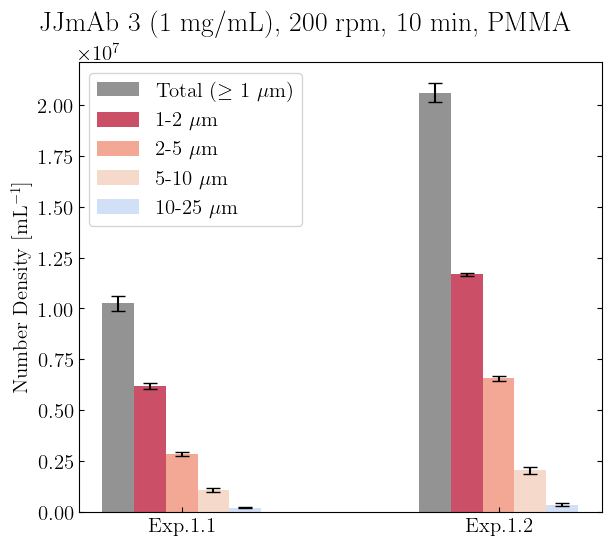 JJmAb 3 (1 mg/mL), 200 rpm, 10 min, PMMA
×10⁷
Total (≥ 1 μm)
1-2 μm
2-5 μm
5-10 μm
10-25 μm
Number Density [mL⁻¹]
2.00
1.75
1.50
1.25
1.00
0.75
0.50
0.25
0.00
Exp.1.1 Exp.1.2